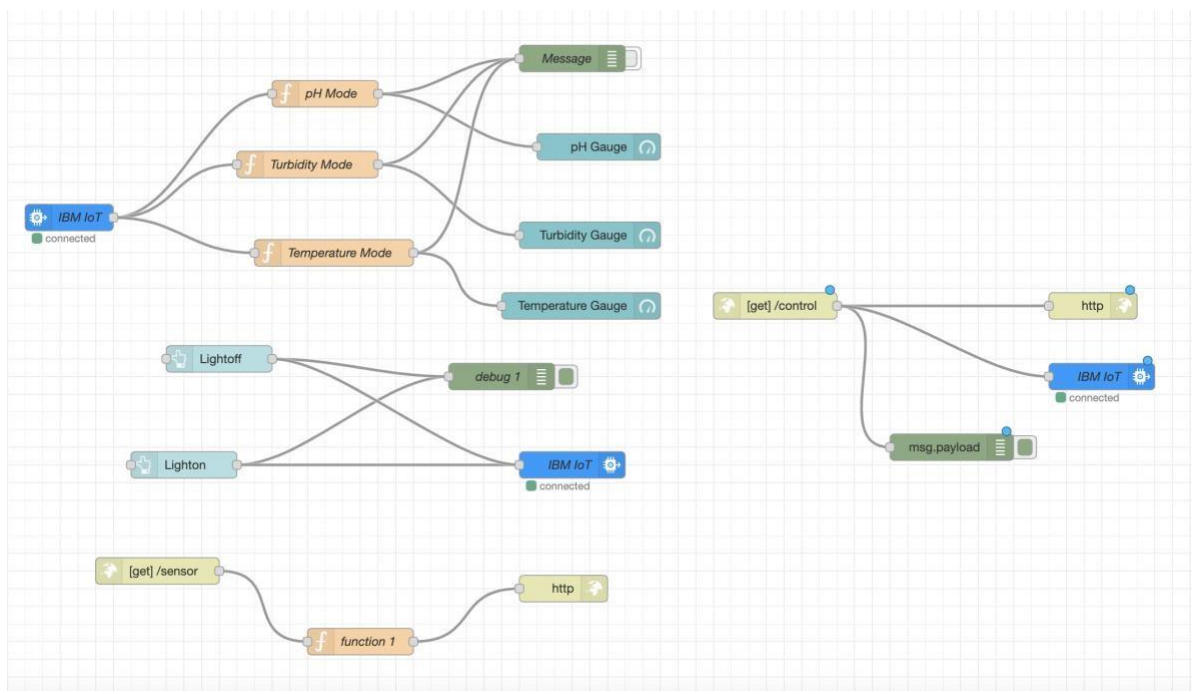 Message
pH Mode
pH Gauge
Turbidity Mode
IBM IoT
connected
Turbidity Gauge
Temperature Mode
Temperature Gauge
Lightoff
debug 1
Lighton
IBM IoT
connected
[get] /sensor
http
function 1
[get] /control
http
IBM IoT
connected
msg.payload